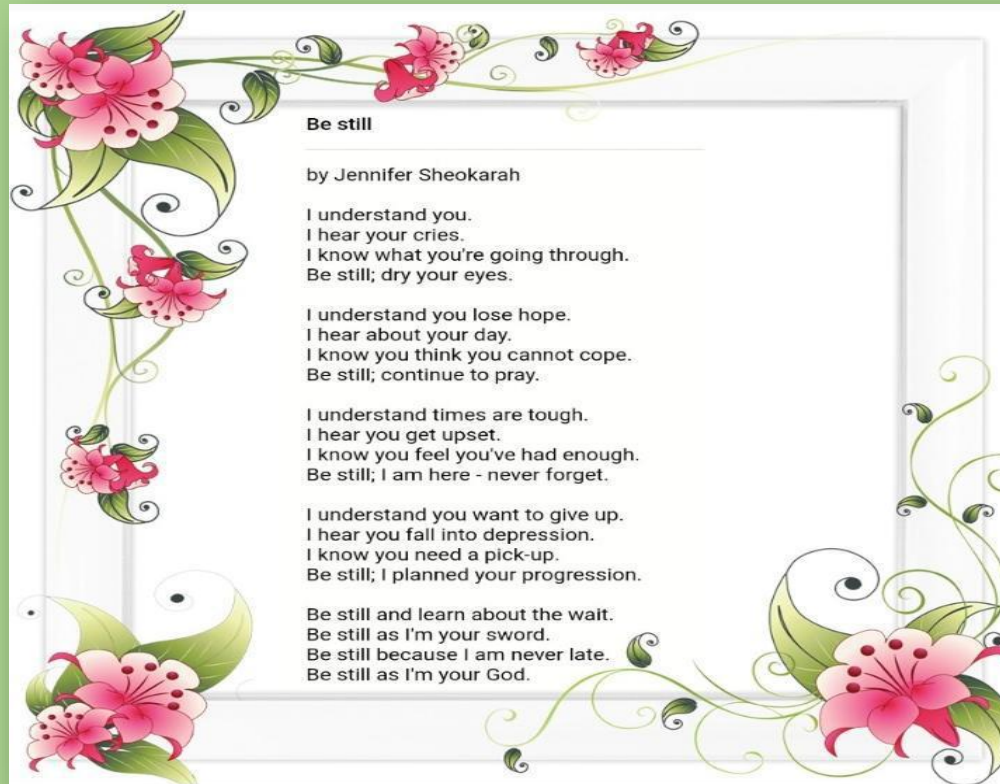 Be still
by Jennifer Sheokarah
I understand you.
I hear your cries.
I know what you're going through.
Be still; dry your eyes.
I understand you lose hope.
I hear about your day.
I know you think you cannot cope.
Be still; continue to pray.
I understand times are tough.
I hear you get upset.
I know you feel you've had enough.
Be still; I am here - never forget.
I understand you want to give up.
I hear you fall into depression.
I know you need a pick-up.
Be still; I planned your progression.
Be still and learn about the wait.
Be still as I'm your sword.
Be still because I am never late.
Be still as I'm your God.